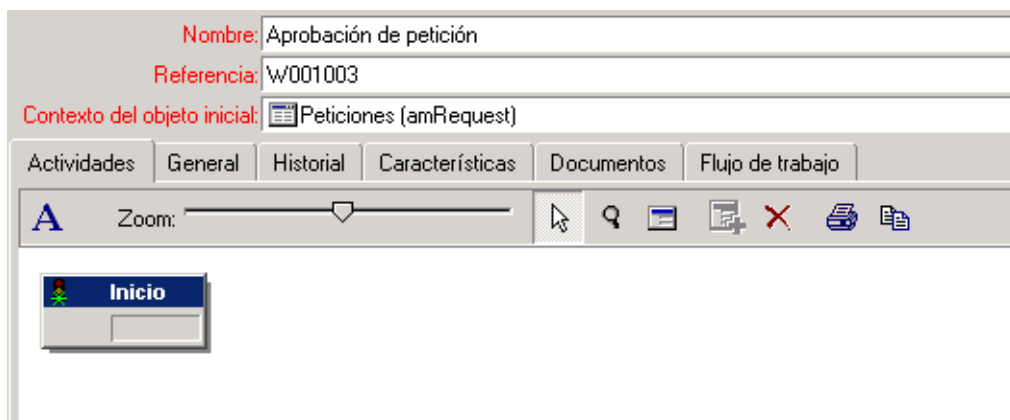 Nombre: Aprobación de petición
Referencia: W001003
Contexto del objeto inicial: Peticiones (amRequest)
Actividades General Historial Características Documentos Flujo de trabajo
A Zoom:
Inicio